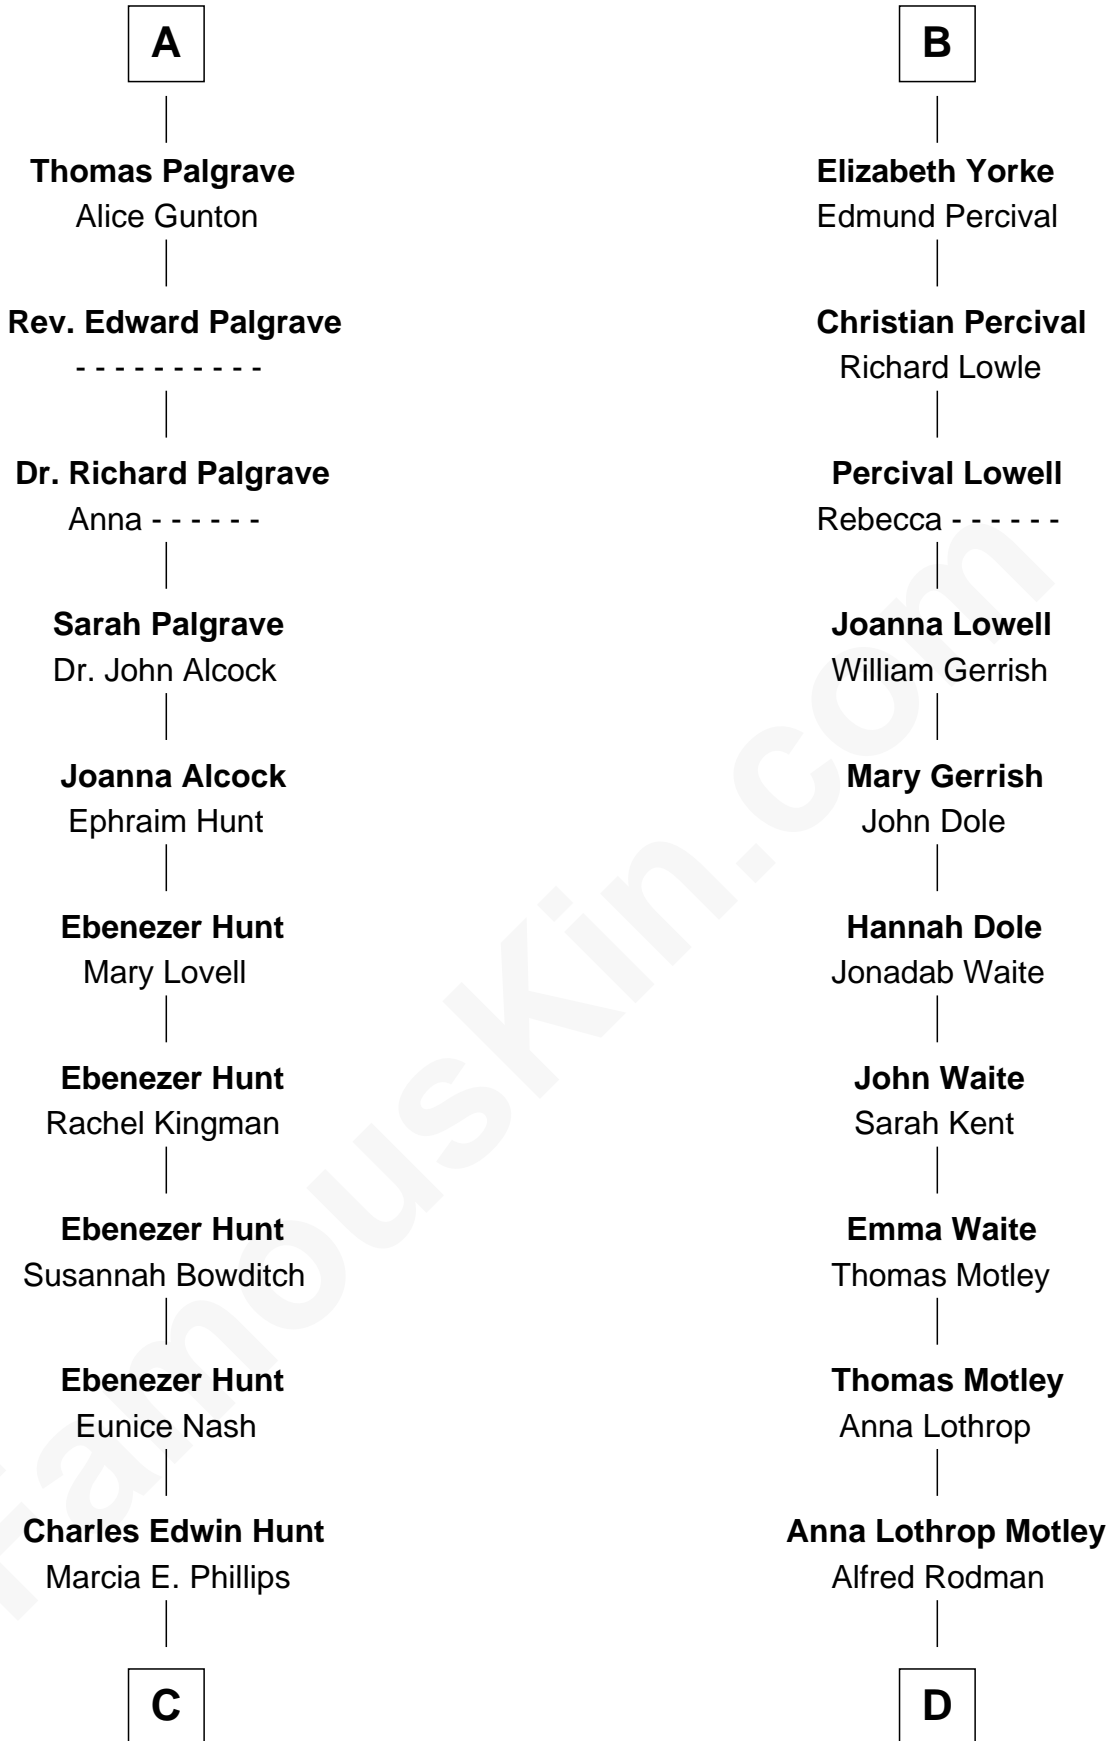 A
Thomas Palgrave
Alice Gunton
Rev. Edward Palgrave
- - - - - - - - - -
Dr. Richard Palgrave
Anna - - - - - -
Sarah Palgrave
Dr. John Alcock
Joanna Alcock
Ephraim Hunt
Ebenezer Hunt
Mary Lovell
Ebenezer Hunt
Rachel Kingman
Ebenezer Hunt
Susannah Bowditch
Ebenezer Hunt
Eunice Nash
Charles Edwin Hunt
Marcia E. Phillips
C
B
Elizabeth Yorke
Edmund Percival
Christian Percival
Richard Lowle
Percival Lowell
Rebecca - - - - - -
Joanna Lowell
William Gerrish
Mary Gerrish
John Dole
Hannah Dole
Jonadab Waite
John Waite
Sarah Kent
Emma Waite
Thomas Motley
Thomas Motley
Anna Lothrop
Anna Lothrop Motley
Alfred Rodman
D
FamousKin.com